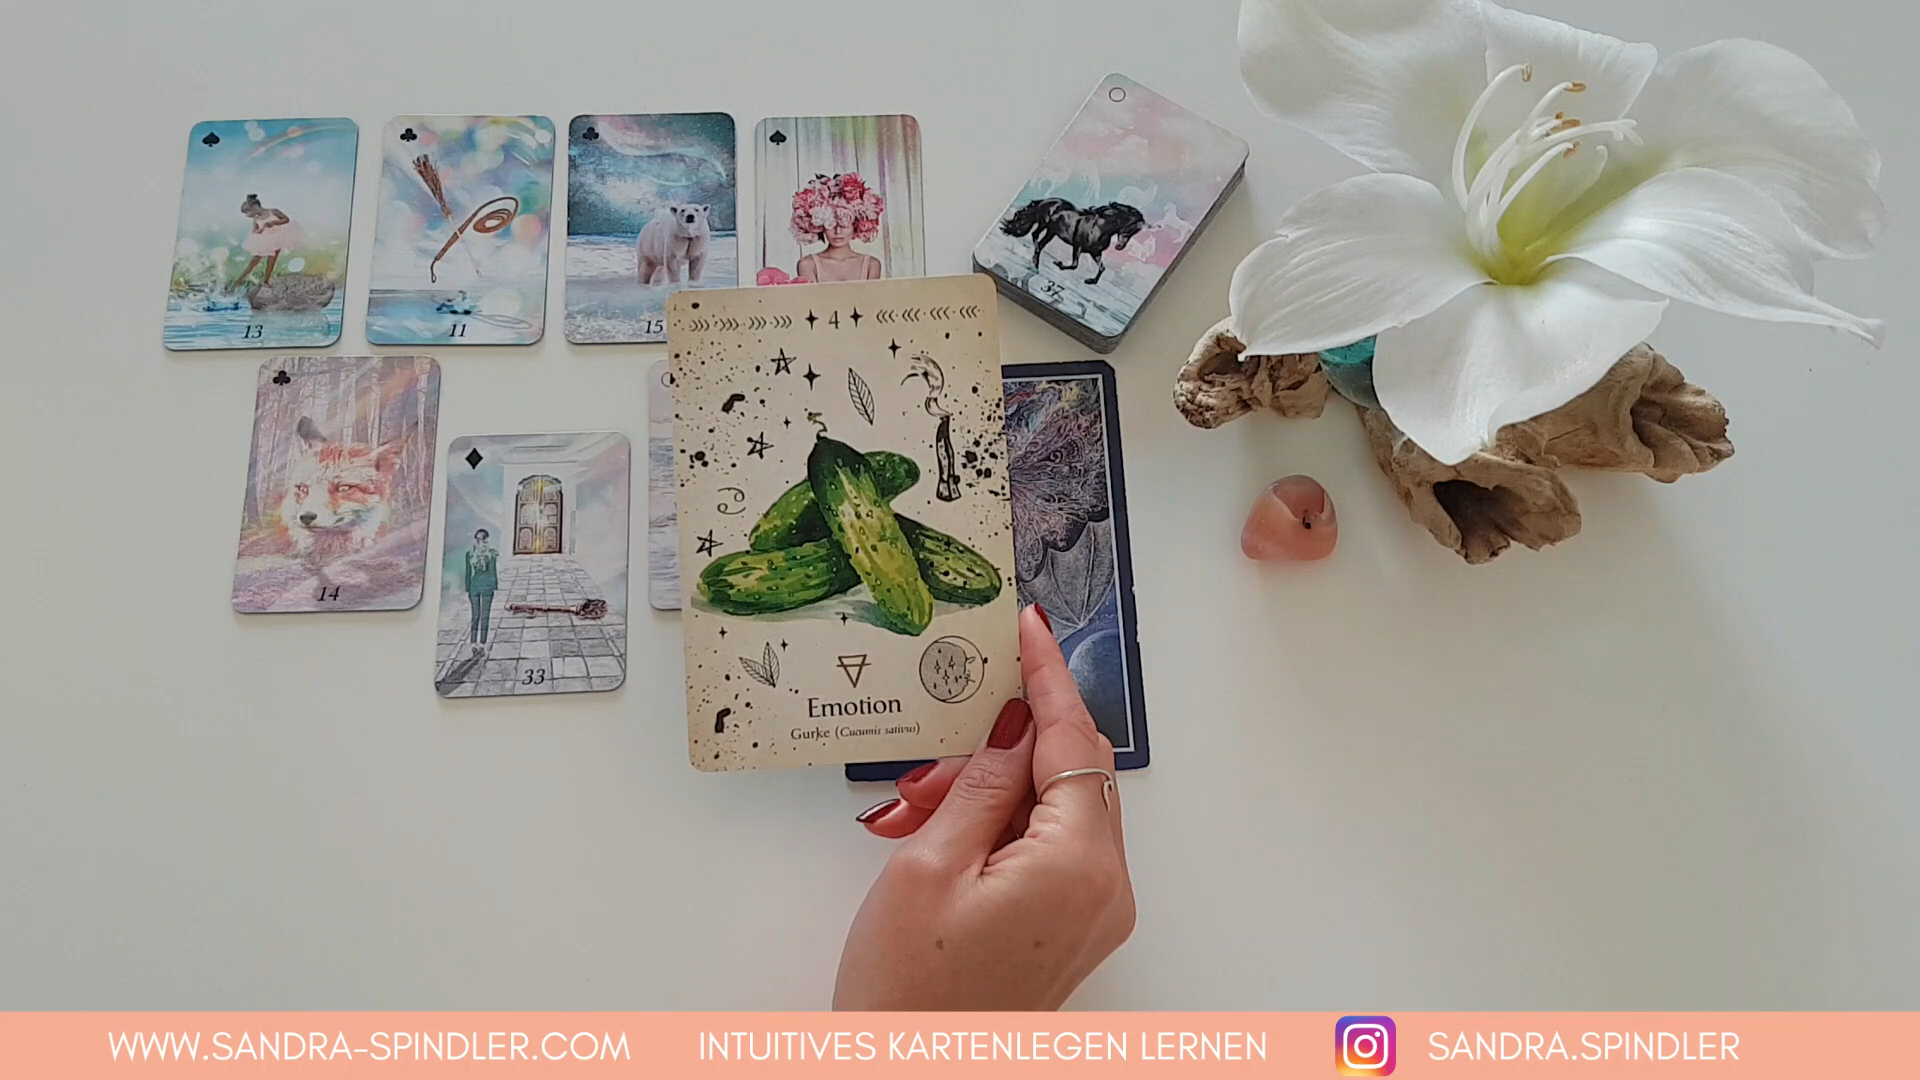 13
11
15
37
4
14
33
Emotion
Gurke (Cucumis sativus)
WWW.SANDRA-SPINDLER.COM INTUITIVES KARTENLEGEN LERNEN SANDRA.SPINDLER